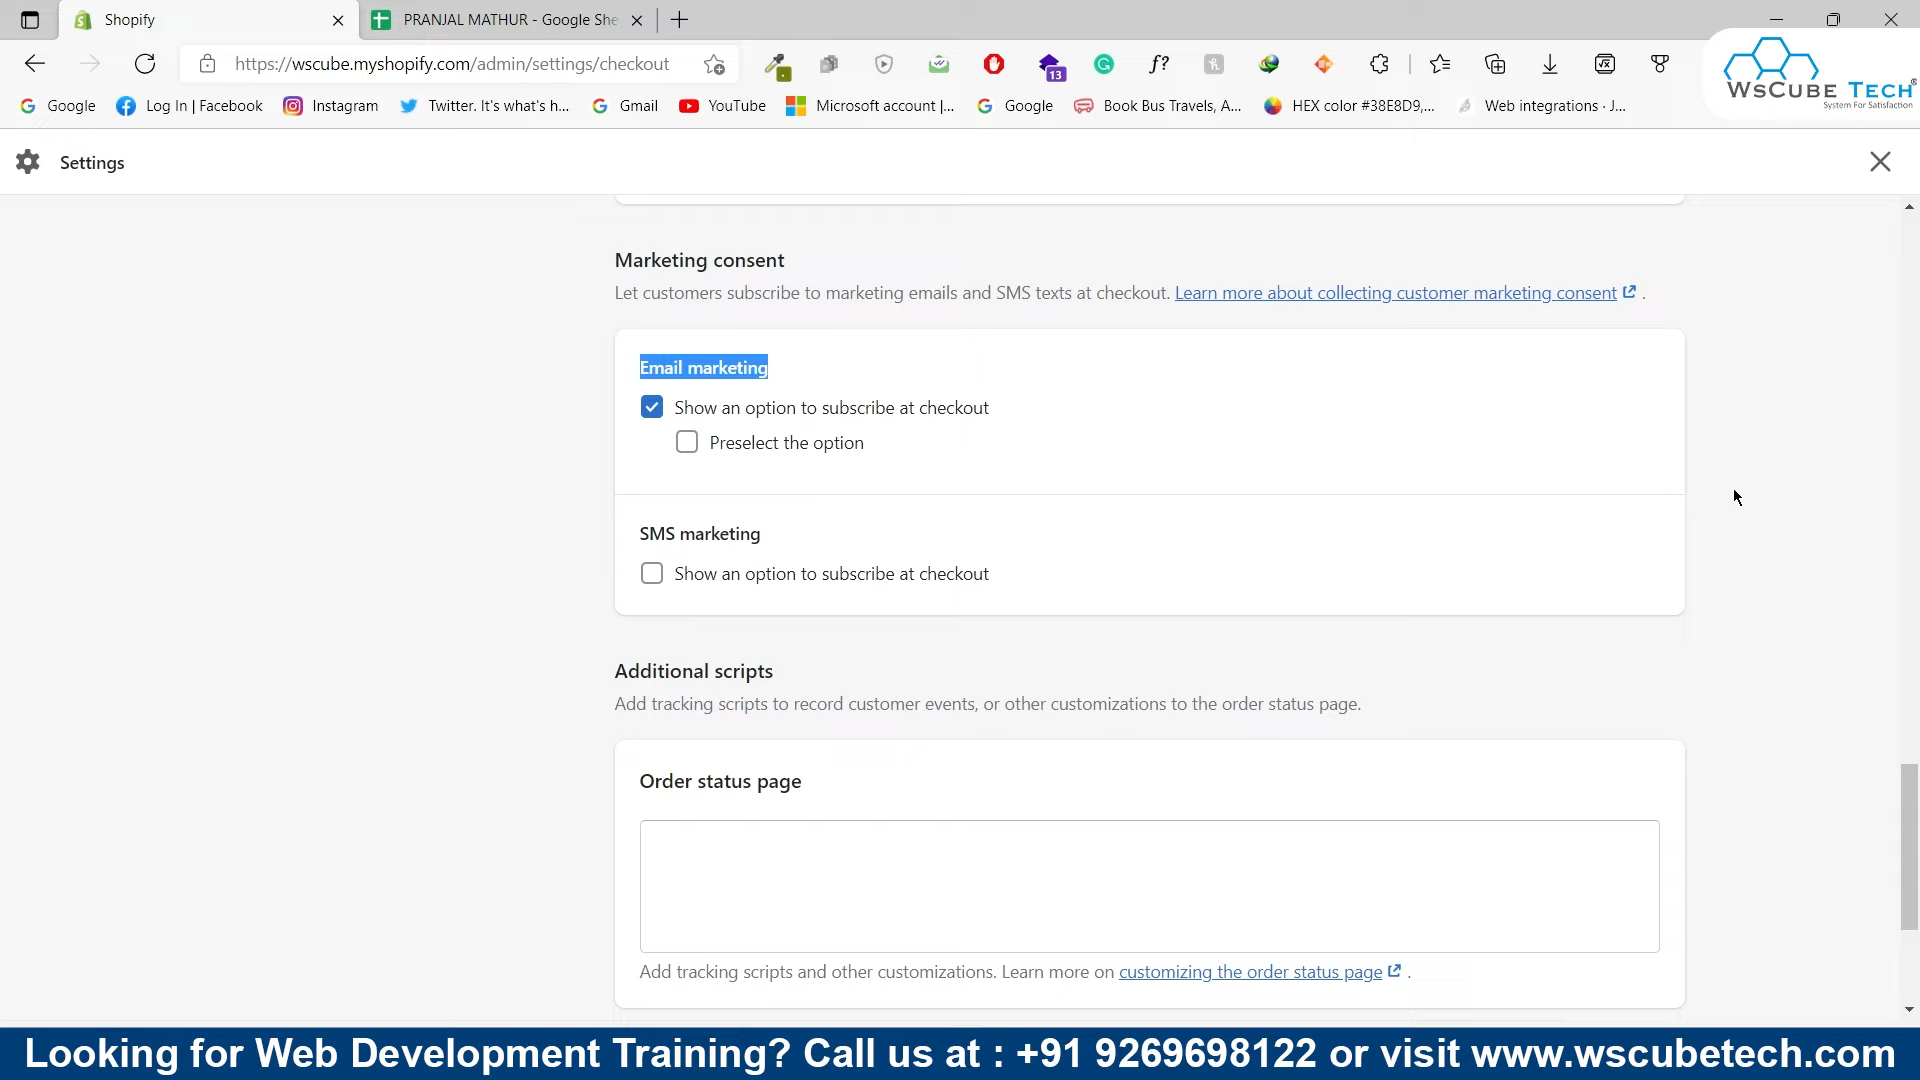 Shopify
PRANJAL MATHUR - Google She
https://wscube.myshopify.com/admin/settings/checkout
13
f?
WsCube Tech®
System For Satisfaction
Google
Log In | Facebook
Instagram
Twitter. It's what's h...
Gmail
YouTube
Microsoft account |...
Google
Book Bus Travels, A...
HEX color #38E8D9,...
Web integrations · J...
Settings
Marketing consent
Let customers subscribe to marketing emails and SMS texts at checkout. Learn more about collecting customer marketing consent .
Email marketing
Show an option to subscribe at checkout
Preselect the option
SMS marketing
Show an option to subscribe at checkout
Additional scripts
Add tracking scripts to record customer events, or other customizations to the order status page.
Order status page
Add tracking scripts and other customizations. Learn more on customizing the order status page .
Looking for Web Development Training? Call us at : +91 9269698122 or visit www.wscubetech.com